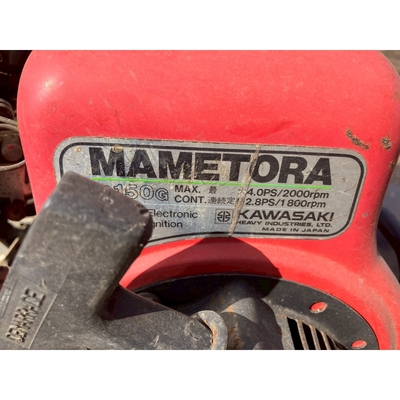 MAMETORA
150G MAX. 最 大4.0PS/2000rpm
CONT. 連続定格2.8PS/1800rpm
Electronic
Ignition
KAWASAKI
HEAVY INDUSTRIES, LTD.
MADE IN JAPAN